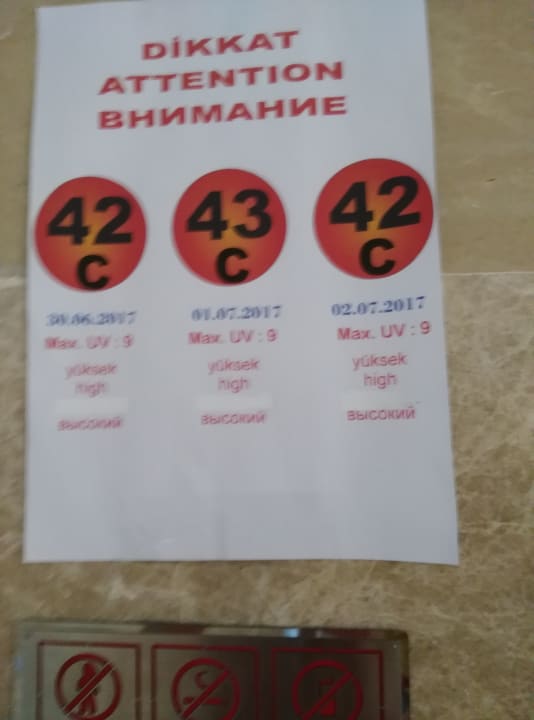 DİKKAT
ATTENTION
ВНИМАНИЕ
42 43 42
C C C
30.06.2017 01.07.2017 02.07.2017
Max. UV : 9 Max. UV : 9 Max. UV : 9
yüksek yüksek yüksek
high high high
высокий высокий высокий